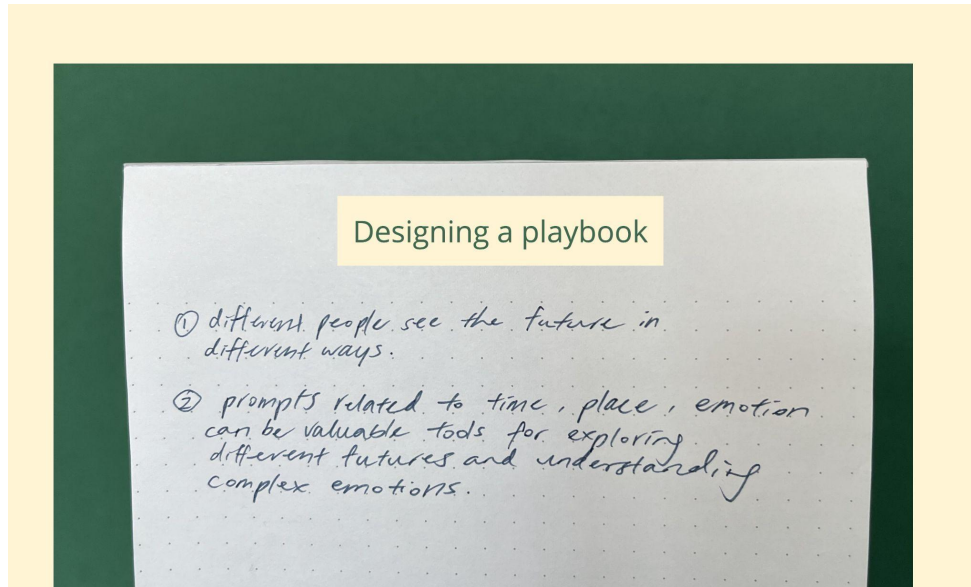 Designing a playbook
① different people see the future in
different ways.
② prompts related to time, place, emotion
can be valuable tools for exploring
different futures and understanding
complex emotions.